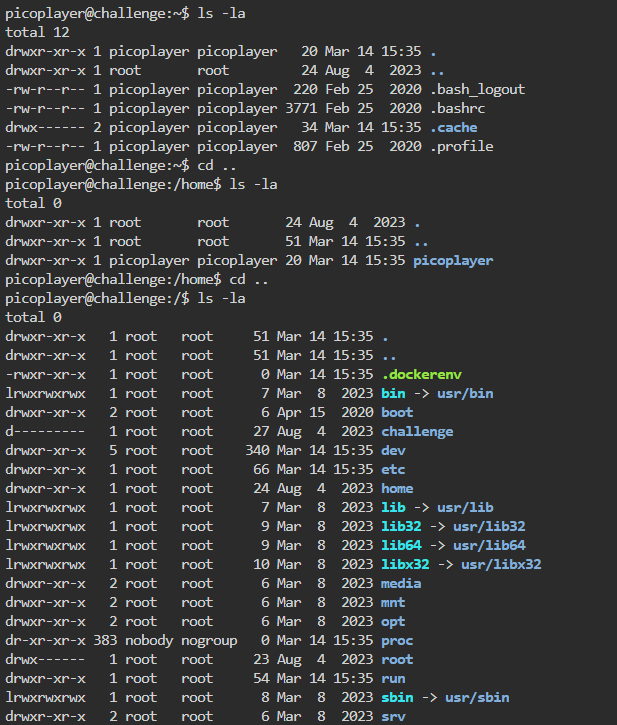 picoplayer@challenge:~$ ls -la
total 12
drwxr-xr-x 1 picoplayer picoplayer   20 Mar 14 15:35 .
drwxr-xr-x 1 root       root         24 Aug  4  2023 ..
-rw-r--r-- 1 picoplayer picoplayer  220 Feb 25  2020 .bash_logout
-rw-r--r-- 1 picoplayer picoplayer 3771 Feb 25  2020 .bashrc
drwx------ 2 picoplayer picoplayer   34 Mar 14 15:35 .cache
-rw-r--r-- 1 picoplayer picoplayer  807 Feb 25  2020 .profile
picoplayer@challenge:~$ cd ..
picoplayer@challenge:/home$ ls -la
total 0
drwxr-xr-x 1 root       root       24 Aug  4  2023 .
drwxr-xr-x 1 root       root       51 Mar 14 15:35 ..
drwxr-xr-x 1 picoplayer picoplayer 20 Mar 14 15:35 picoplayer
picoplayer@challenge:/home$ cd ..
picoplayer@challenge:/$ ls -la
total 0
drwxr-xr-x   1 root   root     51 Mar 14 15:35 .
drwxr-xr-x   1 root   root     51 Mar 14 15:35 ..
-rwxr-xr-x   1 root   root      0 Mar 14 15:35 .dockerenv
lrwxrwxrwx   1 root   root      7 Mar  8  2023 bin -> usr/bin
drwxr-xr-x   2 root   root      6 Apr 15  2020 boot
d---------   1 root   root     27 Aug  4  2023 challenge
drwxr-xr-x   5 root   root    340 Mar 14 15:35 dev
drwxr-xr-x   1 root   root     66 Mar 14 15:35 etc
drwxr-xr-x   1 root   root     24 Aug  4  2023 home
lrwxrwxrwx   1 root   root      7 Mar  8  2023 lib -> usr/lib
lrwxrwxrwx   1 root   root      9 Mar  8  2023 lib32 -> usr/lib32
lrwxrwxrwx   1 root   root      9 Mar  8  2023 lib64 -> usr/lib64
lrwxrwxrwx   1 root   root     10 Mar  8  2023 libx32 -> usr/libx32
drwxr-xr-x   2 root   root      6 Mar  8  2023 media
drwxr-xr-x   2 root   root      6 Mar  8  2023 mnt
drwxr-xr-x   2 root   root      6 Mar  8  2023 opt
dr-xr-xr-x 383 nobody nogroup   0 Mar 14 15:35 proc
drwx------   1 root   root     23 Aug  4  2023 root
drwxr-xr-x   1 root   root     54 Mar 14 15:35 run
lrwxrwxrwx   1 root   root      8 Mar  8  2023 sbin -> usr/sbin
drwxr-xr-x   2 root   root      6 Mar  8  2023 srv